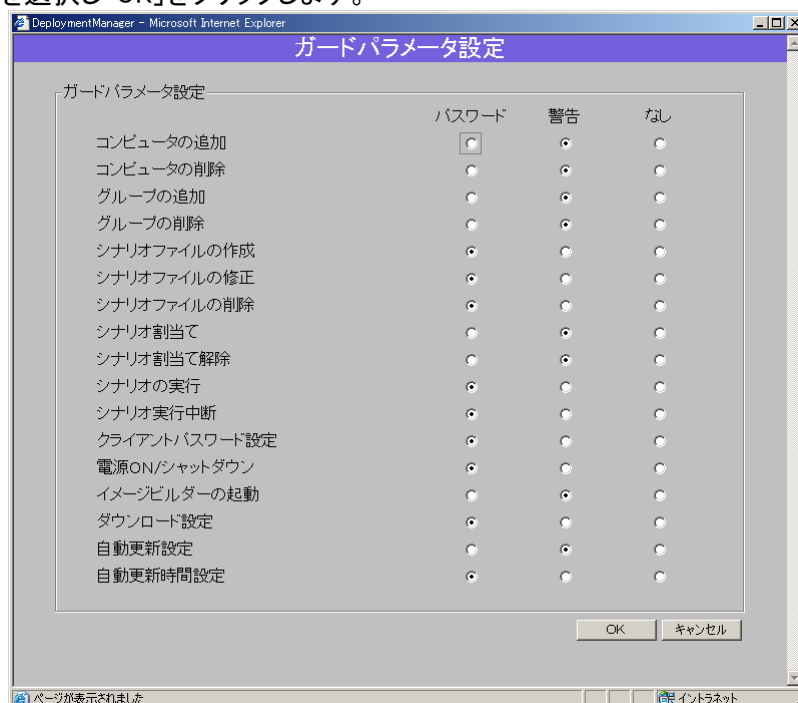 を選択し「OK」をクリックします。
DeploymentManager - Microsoft Internet Explorer
ガードパラメータ設定
ガードパラメータ設定
パスワード 警告 なし
コンピュータの追加
コンピュータの削除
グループの追加
グループの削除
シナリオファイルの作成
シナリオファイルの修正
シナリオファイルの削除
シナリオ割当て
シナリオ割当て解除
シナリオの実行
シナリオ実行中断
クライアントパスワード設定
電源ON/シャットダウン
イメージビルダーの起動
ダウンロード設定
自動更新設定
自動更新時間設定
OK キャンセル
ページが表示されました イントラネット